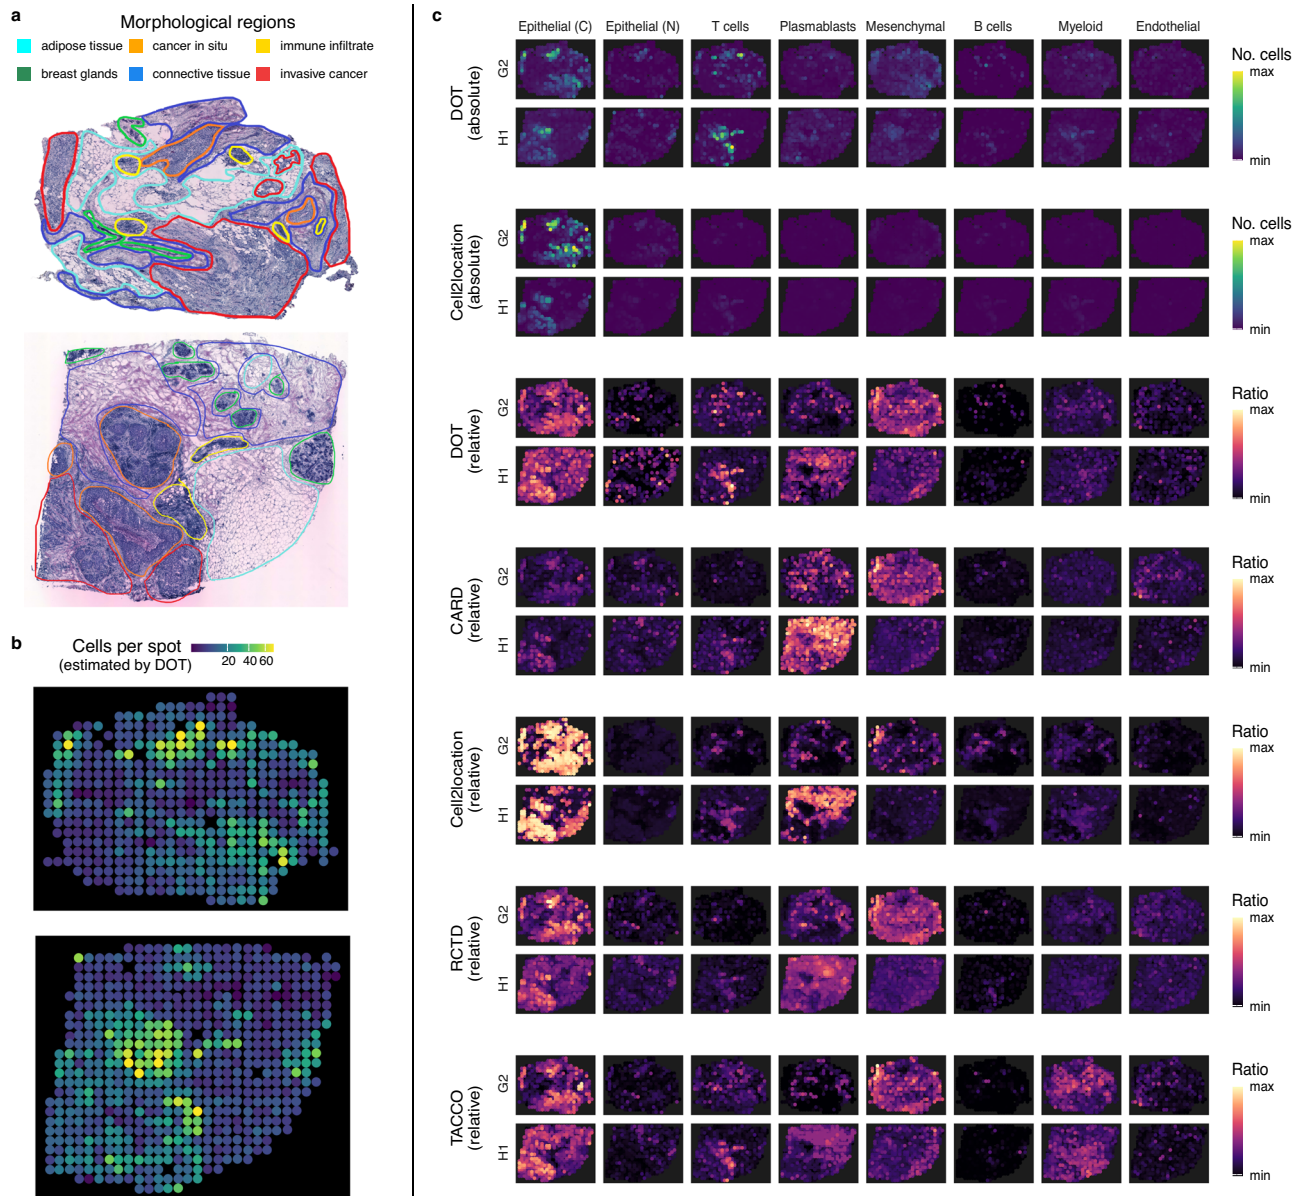 a
Morphological regions
adipose tissue
cancer in situ
immune infiltrate
breast glands
connective tissue
invasive cancer
b
Cells per spot
(estimated by DOT)
20 40 60
c
Epithelial (C) Epithelial (N) T cells Plasmablasts Mesenchymal B cells Myeloid Endothelial
DOT
(absolute)
G2
H1
No. cells
max
min
Cell2location
(absolute)
G2
H1
No. cells
max
min
DOT
(relative)
G2
H1
Ratio
max
min
CARD
(relative)
G2
H1
Ratio
max
min
Cell2location
(relative)
G2
H1
Ratio
max
min
RCTD
(relative)
G2
H1
Ratio
max
min
TACCO
(relative)
G2
H1
Ratio
max
min